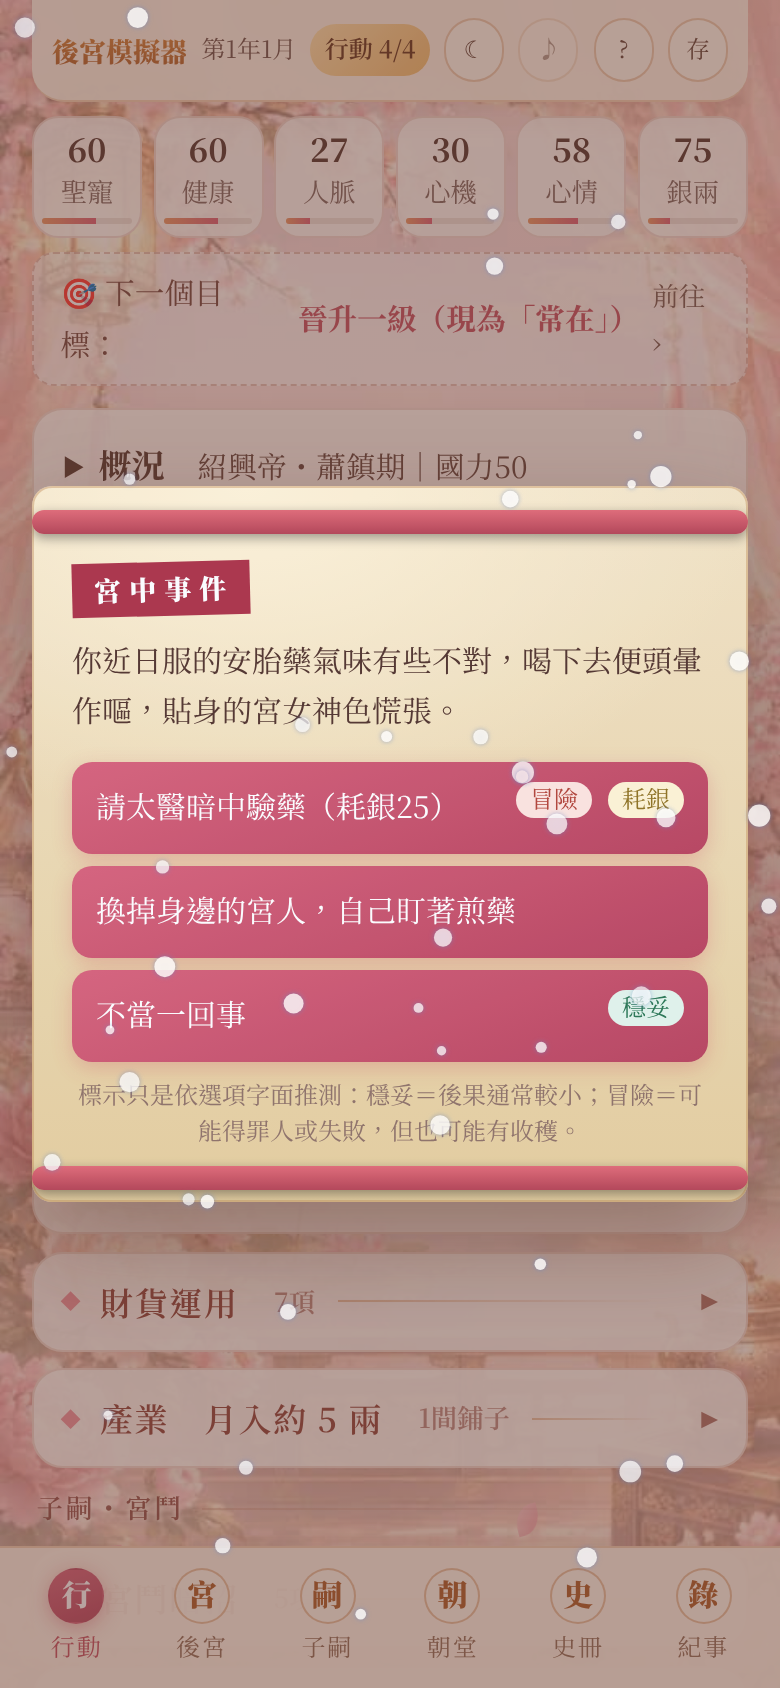 後宮模擬器 第1年1月 行動 4/4 ☾ ♪ ? 存
60 60 27 30 58 75
聖寵 健康 人脈 心機 心情 銀兩
🎯 下一個目標： 晉升一級（現為「常在」） 前往 ›
▶ 概況 紹興帝・蕭鎮期｜國力50
宮中事件
你近日服的安胎藥氣味有些不對，喝下去便頭暈
作嘔，貼身的宮女神色慌張。
請太醫暗中驗藥（耗銀25） 冒險 耗銀
換掉身邊的宮人，自己盯著煎藥
不當一回事 穩妥
標示只是依選項字面推測：穩妥＝後果通常較小；冒險＝可
能得罪人或失敗，但也可能有收穫。
◆ 財貨運用 7項 ▶
◆ 產業 月入約 5 兩 1間鋪子 ▶
子嗣・宮鬥
行 宮 嗣 朝 史 錄
行動 後宮 子嗣 朝堂 史冊 紀事